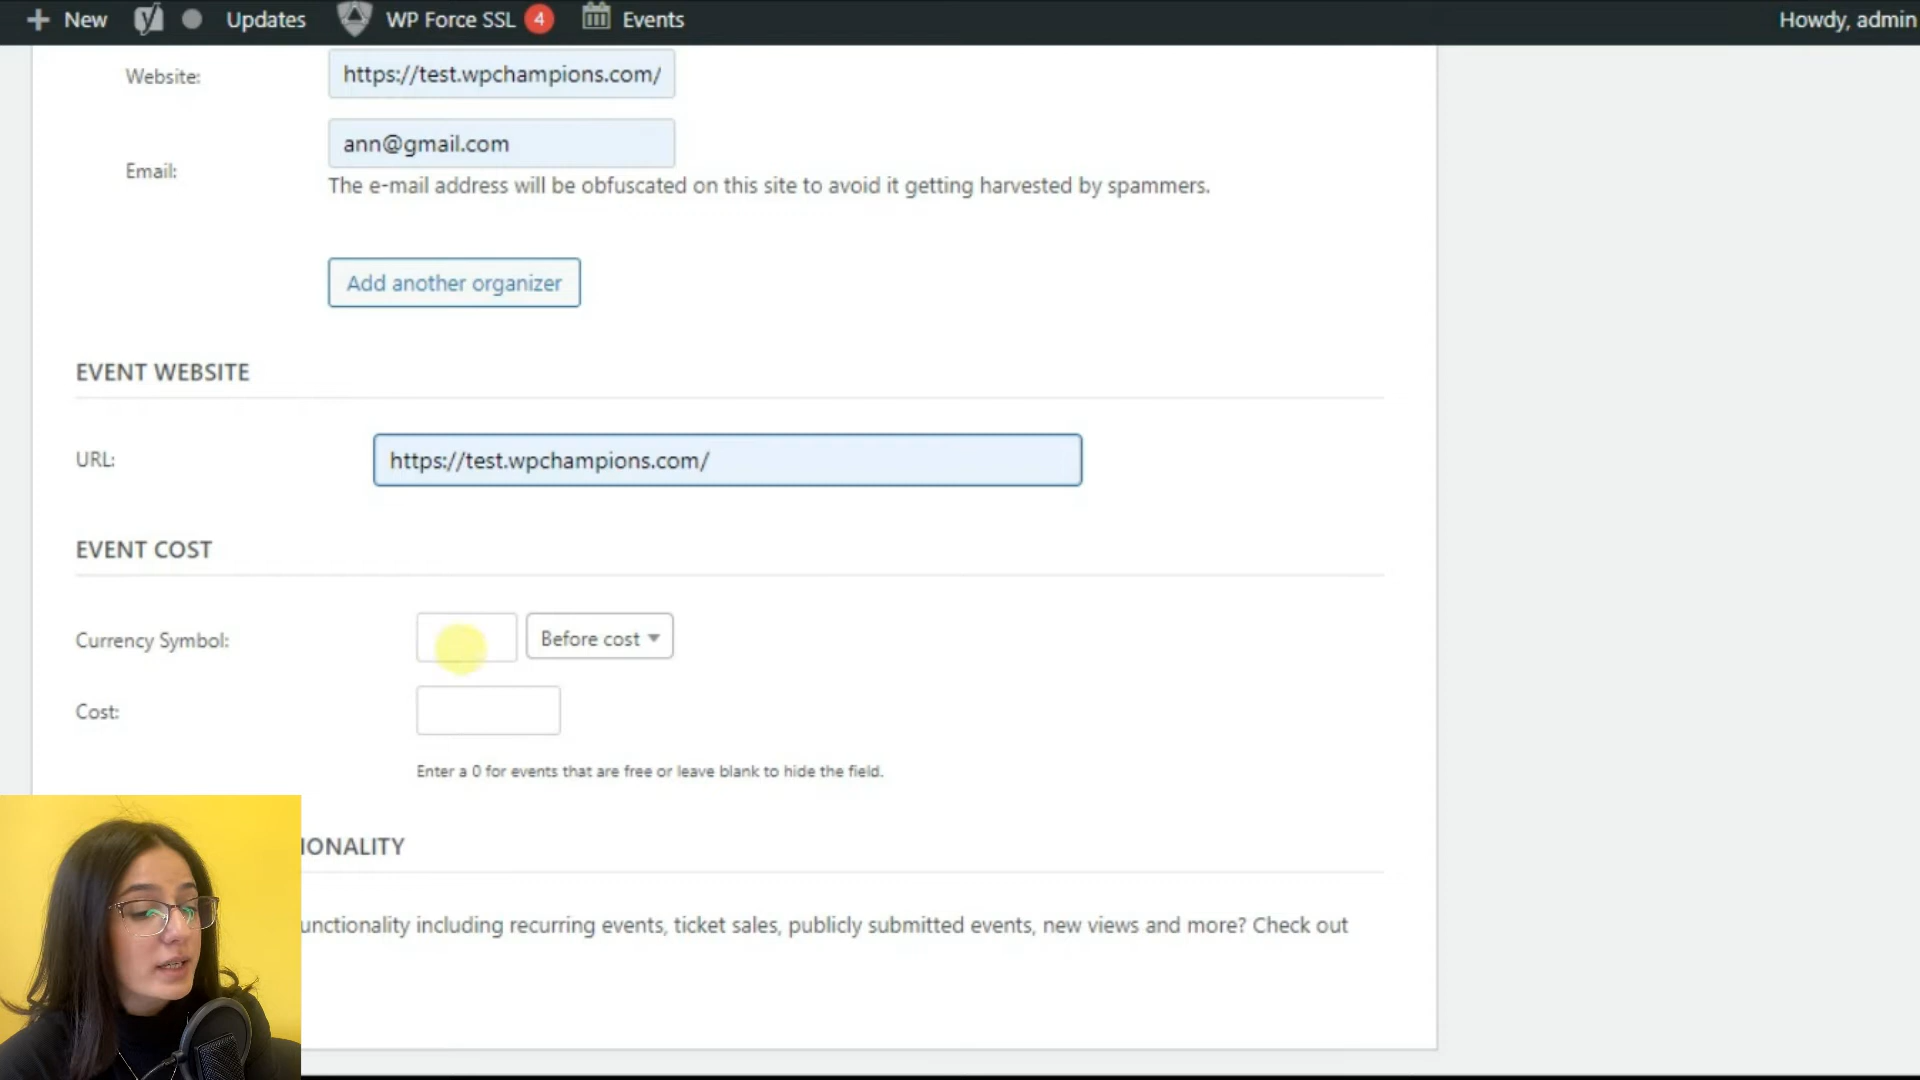 New Updates WP Force SSL 4 Events Howdy, admin
Website: https://test.wpchampions.com/
ann@gmail.com
Email:
The e-mail address will be obfuscated on this site to avoid it getting harvested by spammers.
Add another organizer
EVENT WEBSITE
URL: https://test.wpchampions.com/
EVENT COST
Currency Symbol: Before cost
Cost:
Enter a 0 for events that are free or leave blank to hide the field.
IONALITY
unctionality including recurring events, ticket sales, publicly submitted events, new views and more? Check out